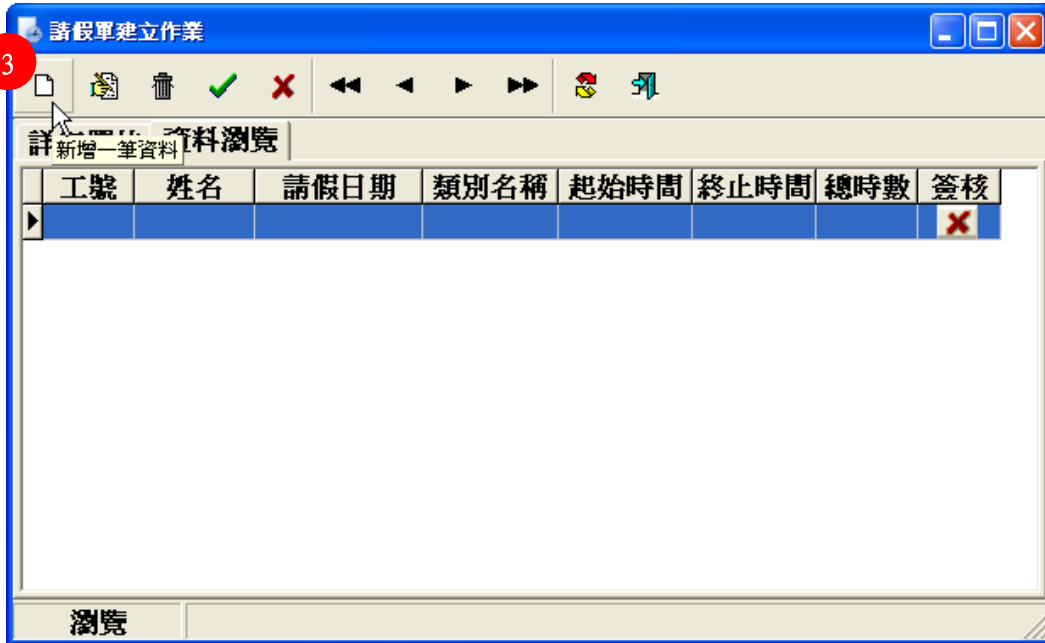 請假單建立作業
3
新增一筆資料
資料瀏覽
工號 姓名 請假日期 類別名稱 起始時間 終止時間 總時數 簽核
瀏覽